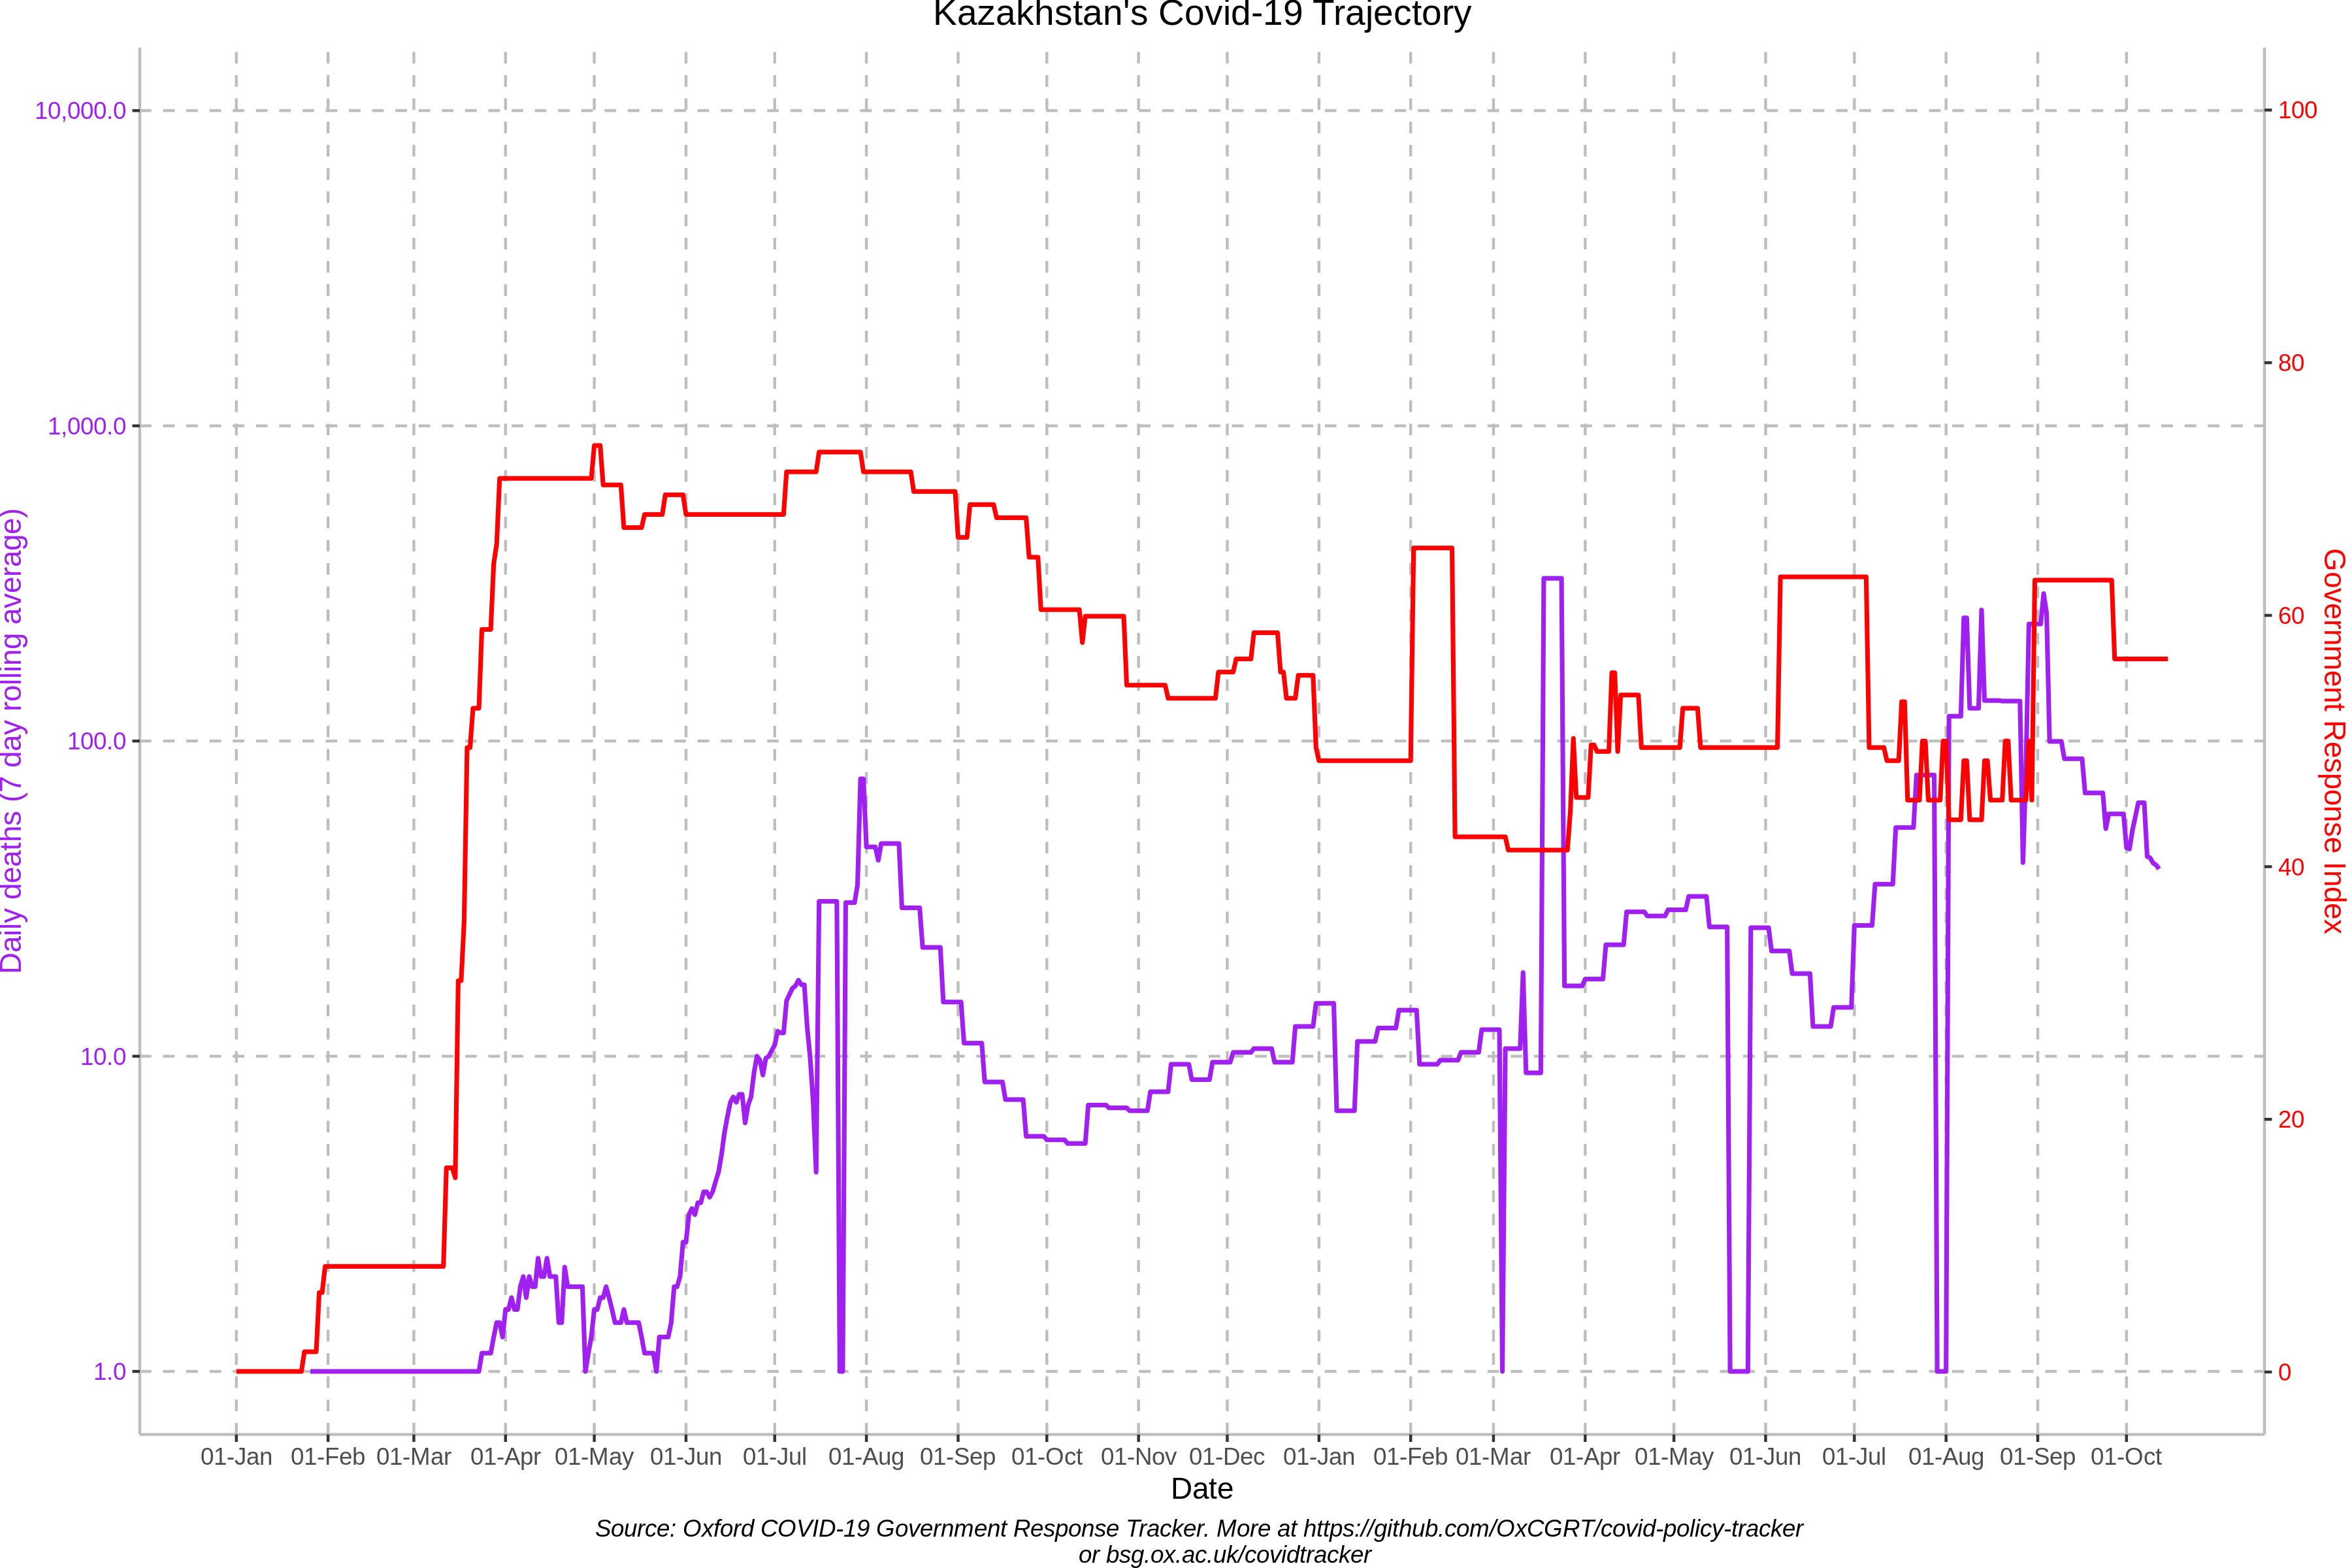 Kazakhstan's Covid-19 Trajectory
10,000.0
1,000.0
100.0
10.0
1.0
Daily deaths (7 day rolling average)
100
80
60
40
20
0
Government Response Index
01-Jan 01-Feb 01-Mar 01-Apr 01-May 01-Jun 01-Jul 01-Aug 01-Sep 01-Oct 01-Nov 01-Dec 01-Jan 01-Feb 01-Mar 01-Apr 01-May 01-Jun 01-Jul 01-Aug 01-Sep 01-Oct
Date
Source: Oxford COVID-19 Government Response Tracker. More at https://github.com/OxCGRT/covid-policy-tracker
or bsg.ox.ac.uk/covidtracker